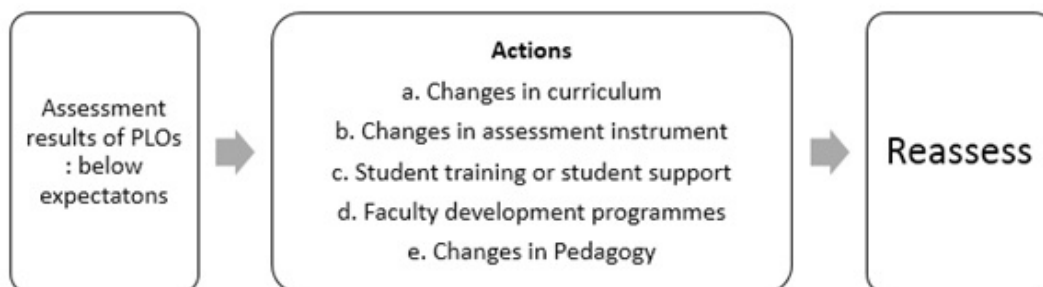 Assessment
results of PLOs
: below
expectatons
Actions
a. Changes in curriculum
b. Changes in assessment instrument
c. Student training or student support
d. Faculty development programmes
e. Changes in Pedagogy
Reassess